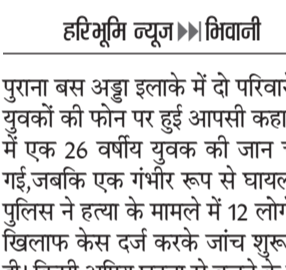 हरिभूमि न्यूज ▶▶| भिवानी
पुराना बस अड्डा इलाके में दो
युवकों की फोन पर हुई आपसी
में एक 26 वर्षीय युवक की जान
गई,जबकि एक गंभीर रूप से
पुलिस ने हत्या के मामले में 12
खिलाफ केस दर्ज करके जांच